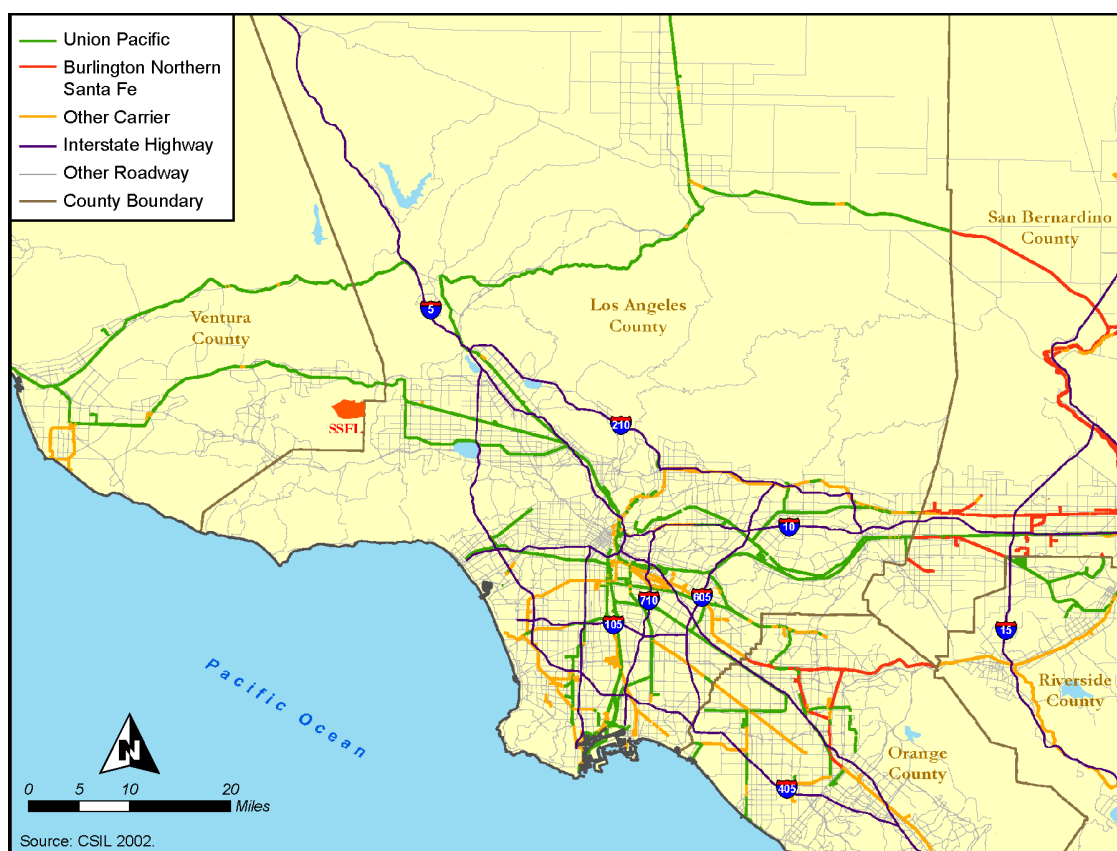 Union Pacific
Burlington Northern
Santa Fe
Other Carrier
Interstate Highway
Other Roadway
County Boundary
San Bernardino
County
Los Angeles
County
5
Ventura
County
SSFL
210
10
710
605
105
15
Pacific Ocean
Riverside
County
Orange
County
405
N
0 5 10 20
Miles
Source: CSIL 2002.